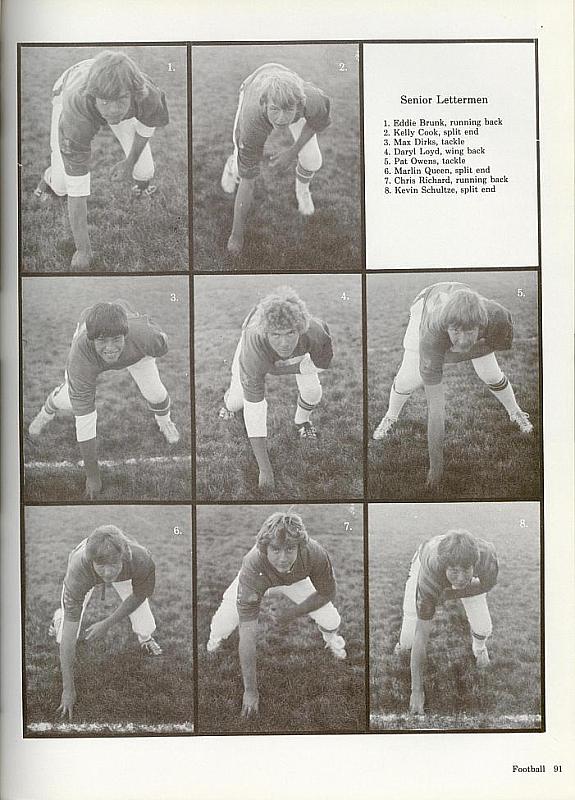 1.
2.
Senior Lettermen
1. Eddie Brunk, running back
2. Kelly Cook, split end
3. Max Dirks, tackle
4. Daryl Loyd, wing back
5. Pat Owens, tackle
6. Marlin Queen, split end
7. Chris Richard, running back
8. Kevin Schultze, split end
3.
4.
5.
6.
7.
8.
Football 91